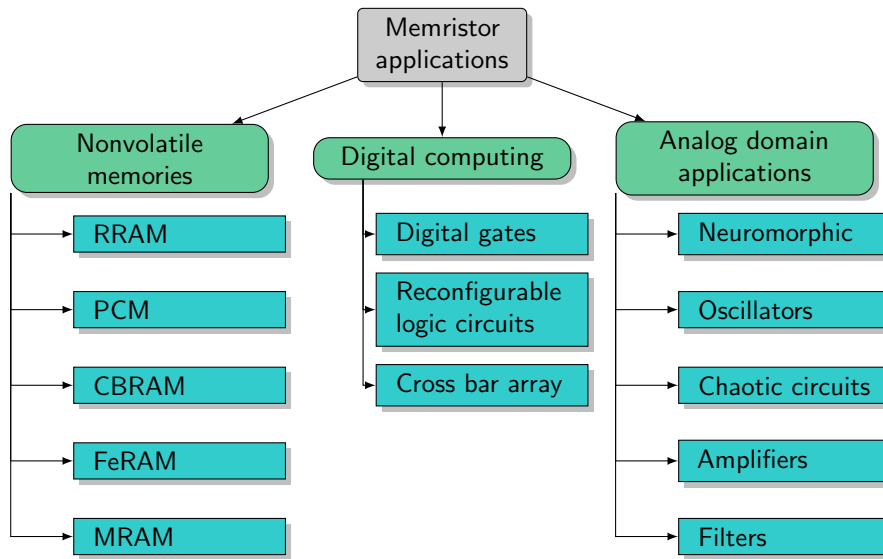 Memristor
applications
Nonvolatile
memories
RRAM
PCM
CBRAM
FeRAM
MRAM
Digital computing
Digital gates
Reconfigurable
logic circuits
Cross bar array
Analog domain
applications
Neuromorphic
Oscillators
Chaotic circuits
Amplifiers
Filters